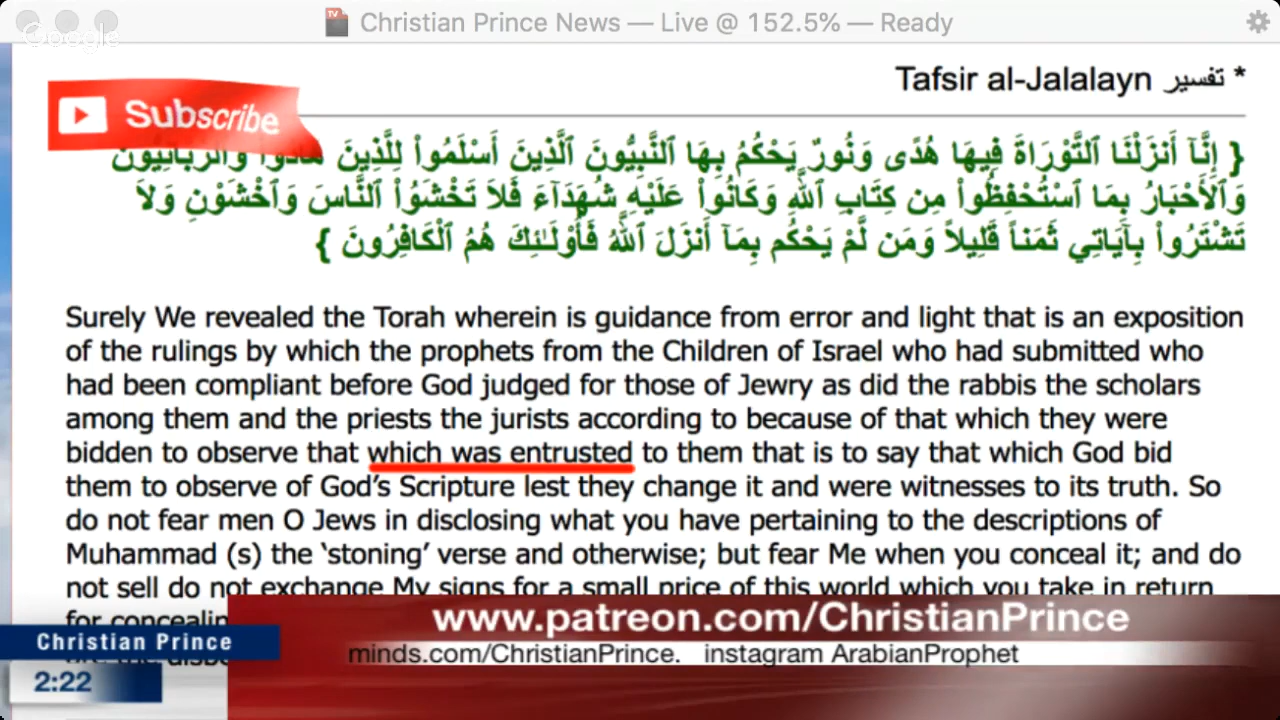 Christian Prince News — Live @ 152.5% — Ready
Google
Tafsir al-Jalalayn تفسير *
Subscribe
{ إِنَّآ أَنزَلْنَا ٱلتَّوْرَاةَ فِيهَا هُدًى وَنُورٌ يَحْكُمُ بِهَا ٱلنَّبِيُّونَ ٱلَّذِينَ أَسْلَمُواْ لِلَّذِينَ هَادُواْ وَٱلرَّبَّانِيُّونَ
وَٱلأَحْبَارُ بِمَا ٱسْتُحْفِظُواْ مِن كِتَابِ ٱللَّهِ وَكَانُواْ عَلَيْهِ شُهَدَآءَ فَلاَ تَخْشَوُاْ ٱلنَّاسَ وَٱخْشَوْنِ وَلاَ
تَشْتَرُواْ بِآيَاتِي ثَمَناً قَلِيلاً وَمَن لَّمْ يَحْكُم بِمَآ أَنزَلَ ٱللَّهُ فَأُوْلَـٰئِكَ هُمُ ٱلْكَافِرُونَ }
Surely We revealed the Torah wherein is guidance from error and light that is an exposition
of the rulings by which the prophets from the Children of Israel who had submitted who
had been compliant before God judged for those of Jewry as did the rabbis the scholars
among them and the priests the jurists according to because of that which they were
bidden to observe that which was entrusted to them that is to say that which God bid
them to observe of God's Scripture lest they change it and were witnesses to its truth. So
do not fear men O Jews in disclosing what you have pertaining to the descriptions of
Muhammad (s) the ‘stoning’ verse and otherwise; but fear Me when you conceal it; and do
not sell do not exchange My signs for a small price of this world which you take in return
for
www.patreon.com/ChristianPrince
Christian Prince
minds.com/ChristianPrince. instagram ArabianProphet
2:22